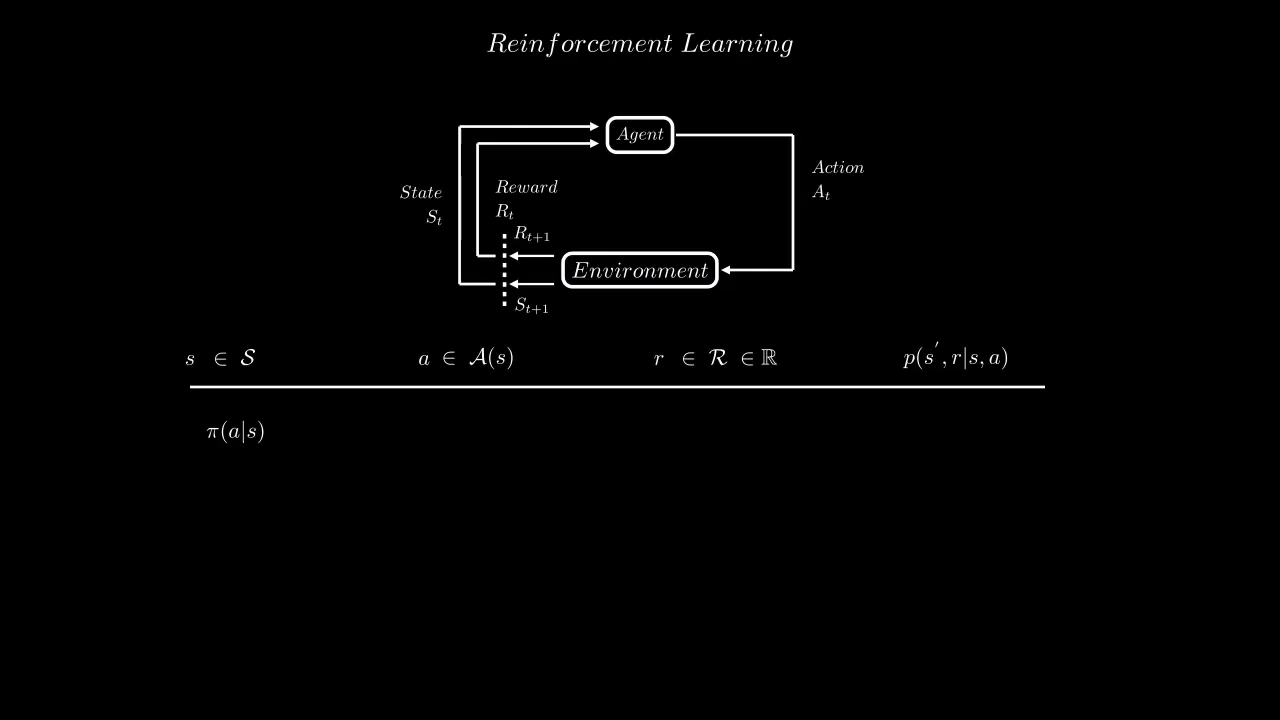 Reinforcement Learning
Agent
Action
A_t
State
S_t
Reward
R_t
R_{t+1}
Environment
S_{t+1}
s ∈ 𝒮
a ∈ 𝒜(s)
r ∈ ℛ ∈ ℝ
p(s', r|s, a)
π(a|s)